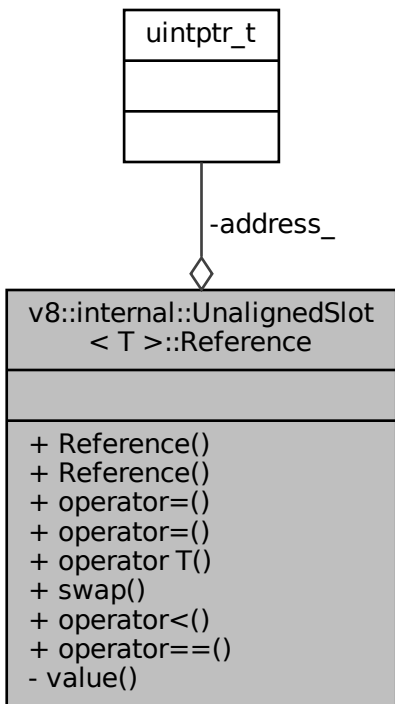 uintptr_t
-address_
v8::internal::UnalignedSlot
< T >::Reference
+ Reference()
+ Reference()
+ operator=()
+ operator=()
+ operator T()
+ swap()
+ operator<()
+ operator==()
- value()